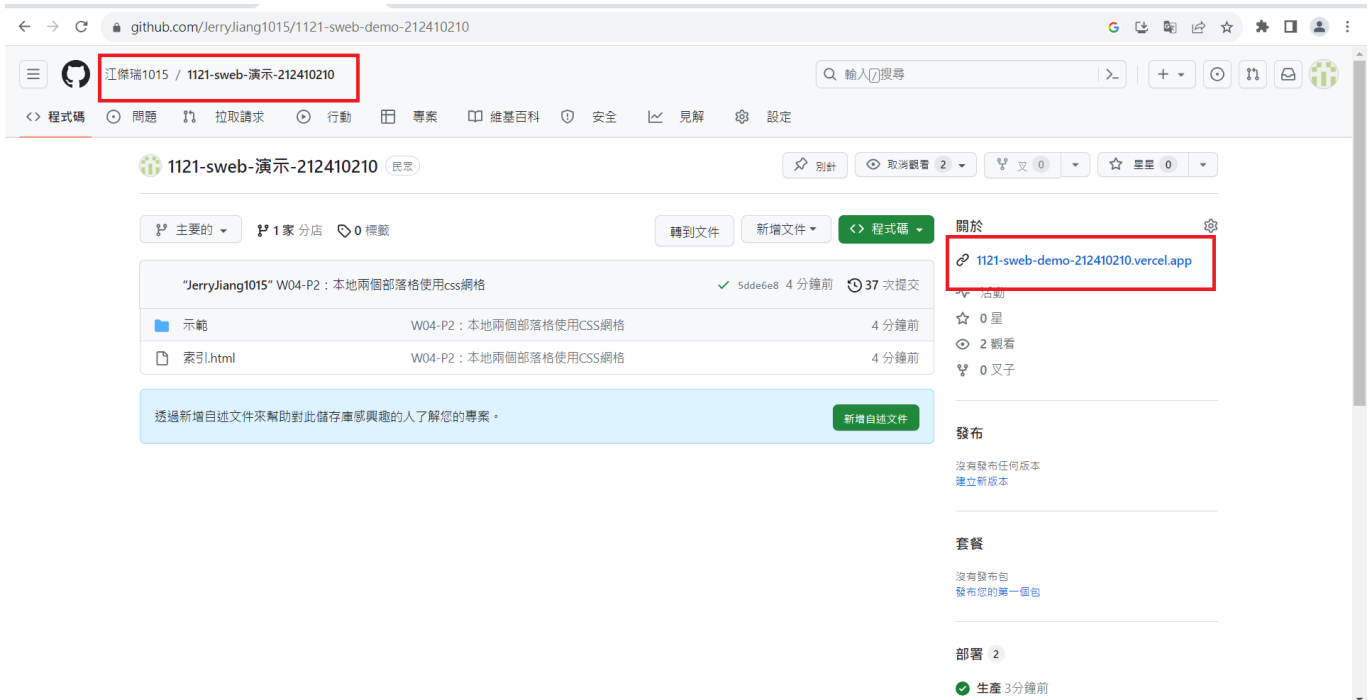 github.com/JerryJiang1015/1121-sweb-demo-212410210
江傑瑞1015 / 1121-sweb-演示-212410210
輸入/搜尋
程式碼 問題 拉取請求 行動 專案 維基百科 安全 見解 設定
1121-sweb-演示-212410210 民眾
別針 取消觀看 2 叉 0 星星 0
主要的 1 家 分店 0 標籤 轉到文件 新增文件 程式碼
關於
1121-sweb-demo-212410210.vercel.app
"JerryJiang1015" W04-P2：本地兩個部落格使用css網格 5dde6e8 4 分鐘前 37 次提交
活動
示範 W04-P2：本地兩個部落格使用CSS網格 4 分鐘前
0 星
索引.html W04-P2：本地兩個部落格使用CSS網格 4 分鐘前
2 觀看
0 叉子
透過新增自述文件來幫助對此儲存庫感興趣的人了解您的專案。 新增自述文件
發布
沒有發布任何版本
建立新版本
套餐
沒有發布包
發布您的第一個包
部署 2
生產 3分鐘前